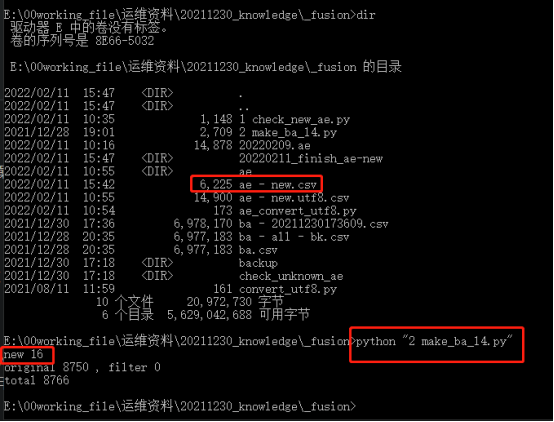 E:\00working_file\运维资料\20211230_knowledge\_fusion>dir
驱动器 E 中的卷没有标签。
卷的序列号是 8E66-5032
E:\00working_file\运维资料\20211230_knowledge\_fusion 的目录
2022/02/11  15:47    <DIR>          .
2022/02/11  15:47    <DIR>          ..
2022/02/11  10:35             1,148 1 check_new_ae.py
2021/12/28  19:01             2,709 2 make_ba_l4.py
2022/02/11  10:16            14,878 20220209.ae
2022/02/11  15:47    <DIR>          20220211_finish_ae-new
2022/02/11  10:55    <DIR>          ae
2022/02/11  15:42             6,225 ae - new.csv
2022/02/11  10:55            14,900 ae - new.utf8.csv
2022/02/11  10:54               173 ae_convert_utf8.py
2021/12/30  17:36         6,978,170 ba - 20211230173609.csv
2021/12/28  20:35         6,977,183 ba - all - bk.csv
2021/12/28  20:35         6,977,183 ba.csv
2021/12/30  17:18    <DIR>          backup
2021/12/30  17:18    <DIR>          check_unknown_ae
2021/08/11  11:59               161 convert_utf8.py
10 个文件     20,972,730 字节
6 个目录  5,629,042,688 可用字节
E:\00working_file\运维资料\20211230_knowledge\_fusion>python "2 make_ba_l4.py"
new 16
original 8750 , filter 0
total 8766
E:\00working_file\运维资料\20211230_knowledge\_fusion>